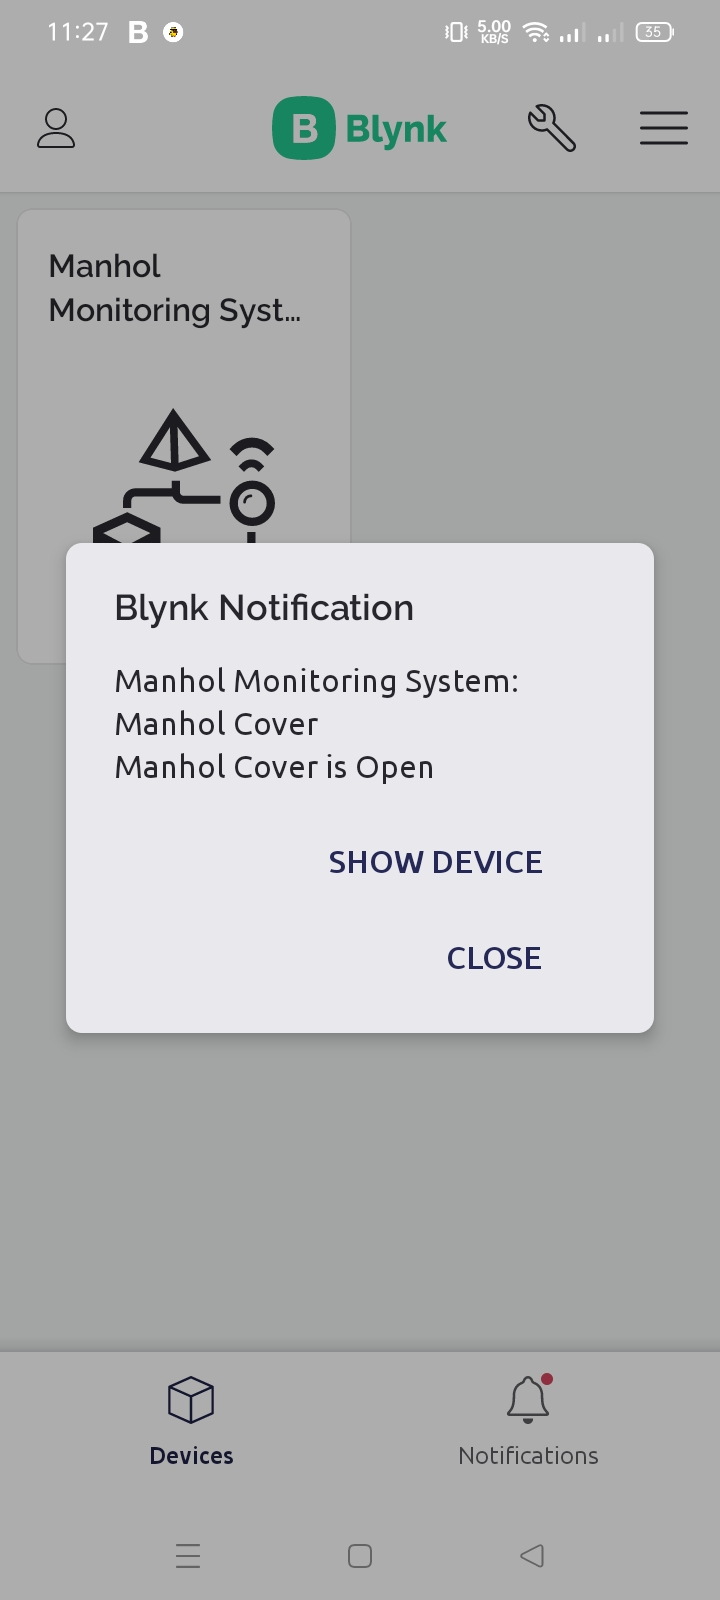 11:27 B 5.00 KB/S 35
B Blynk
Manhol
Monitoring Syst...
Blynk Notification
Manhol Monitoring System:
Manhol Cover
Manhol Cover is Open
SHOW DEVICE
CLOSE
Devices Notifications